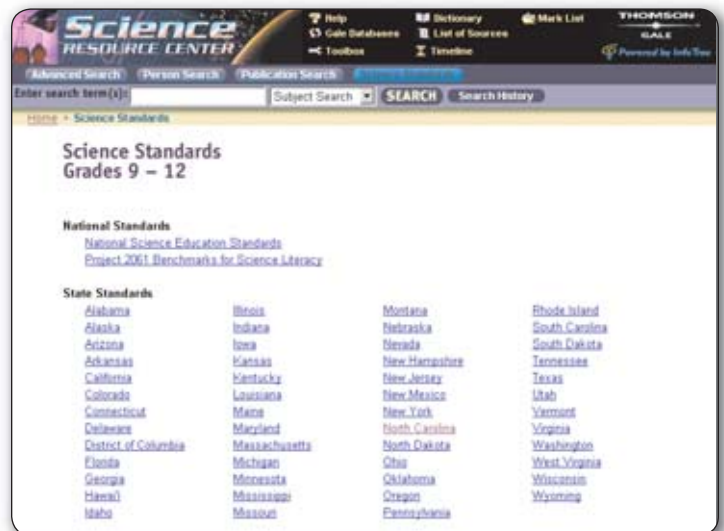 Science
RESOURCE CENTER
Help
Gale Databases
Toolbox
Dictionary
List of Sources
Timeline
Mark List
THOMSON
GALE
Powered by InfoTrac
Advanced Search
Person Search
Publication Search
Science Standards
Enter search term(s):
Subject Search
SEARCH
Search History
Home > Science Standards
Science Standards
Grades 9 – 12
National Standards
National Science Education Standards
Project 2061 Benchmarks for Science Literacy
State Standards
Alabama
Alaska
Arizona
Arkansas
California
Colorado
Connecticut
Delaware
District of Columbia
Florida
Georgia
Hawai'i
Idaho
Illinois
Indiana
Iowa
Kansas
Kentucky
Louisiana
Maine
Maryland
Massachusetts
Michigan
Minnesota
Mississippi
Missouri
Montana
Nebraska
Nevada
New Hampshire
New Jersey
New Mexico
New York
North Carolina
North Dakota
Ohio
Oklahoma
Oregon
Pennsylvania
Rhode Island
South Carolina
South Dakota
Tennessee
Texas
Utah
Vermont
Virginia
Washington
West Virginia
Wisconsin
Wyoming